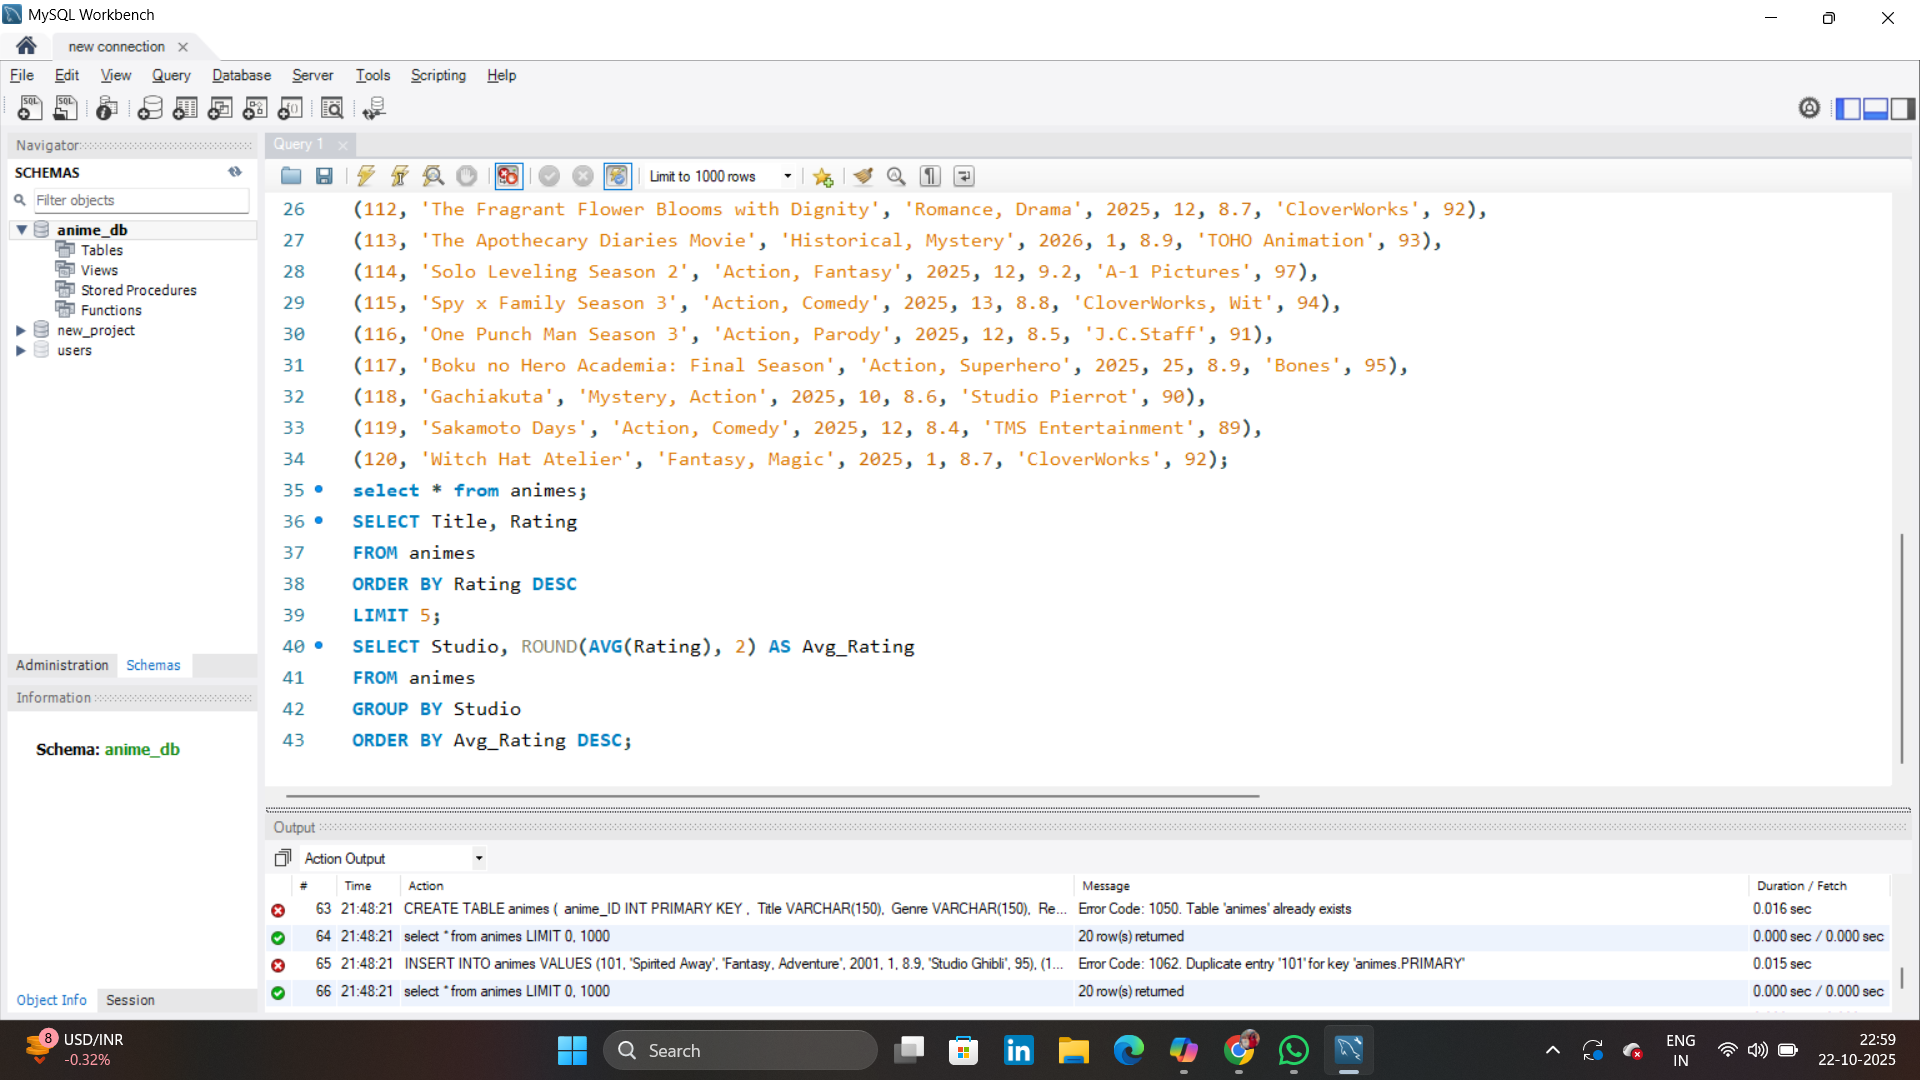 MySQL Workbench
new connection
File Edit View Query Database Server Tools Scripting Help
Navigator
SCHEMAS
Filter objects
anime_db
Tables
Views
Stored Procedures
Functions
new_project
users
Administration Schemas
Information
Schema: anime_db
Object Info Session
Query 1
Limit to 1000 rows
26 (112, 'The Fragrant Flower Blooms with Dignity', 'Romance, Drama', 2025, 12, 8.7, 'CloverWorks', 92),
27 (113, 'The Apothecary Diaries Movie', 'Historical, Mystery', 2026, 1, 8.9, 'TOHO Animation', 93),
28 (114, 'Solo Leveling Season 2', 'Action, Fantasy', 2025, 12, 9.2, 'A-1 Pictures', 97),
29 (115, 'Spy x Family Season 3', 'Action, Comedy', 2025, 13, 8.8, 'CloverWorks, Wit', 94),
30 (116, 'One Punch Man Season 3', 'Action, Parody', 2025, 12, 8.5, 'J.C.Staff', 91),
31 (117, 'Boku no Hero Academia: Final Season', 'Action, Superhero', 2025, 25, 8.9, 'Bones', 95),
32 (118, 'Gachiakuta', 'Mystery, Action', 2025, 10, 8.6, 'Studio Pierrot', 90),
33 (119, 'Sakamoto Days', 'Action, Comedy', 2025, 12, 8.4, 'TMS Entertainment', 89),
34 (120, 'Witch Hat Atelier', 'Fantasy, Magic', 2025, 1, 8.7, 'CloverWorks', 92);
35 select * from animes;
36 SELECT Title, Rating
37 FROM animes
38 ORDER BY Rating DESC
39 LIMIT 5;
40 SELECT Studio, ROUND(AVG(Rating), 2) AS Avg_Rating
41 FROM animes
42 GROUP BY Studio
43 ORDER BY Avg_Rating DESC;
Output
Action Output
# Time Action Message Duration / Fetch
63 21:48:21 CREATE TABLE animes ( anime_ID INT PRIMARY KEY , Title VARCHAR(150), Genre VARCHAR(150), Re... Error Code: 1050. Table 'animes' already exists 0.016 sec
64 21:48:21 select * from animes LIMIT 0, 1000 20 row(s) returned 0.000 sec / 0.000 sec
65 21:48:21 INSERT INTO animes VALUES (101, 'Spirited Away', 'Fantasy, Adventure', 2001, 1, 8.9, 'Studio Ghibli', 95), (1... Error Code: 1062. Duplicate entry '101' for key 'animes.PRIMARY' 0.015 sec
66 21:48:21 select * from animes LIMIT 0, 1000 20 row(s) returned 0.000 sec / 0.000 sec
8
USD/INR
-0.32%
Search
ENG
IN
22:59
22-10-2025